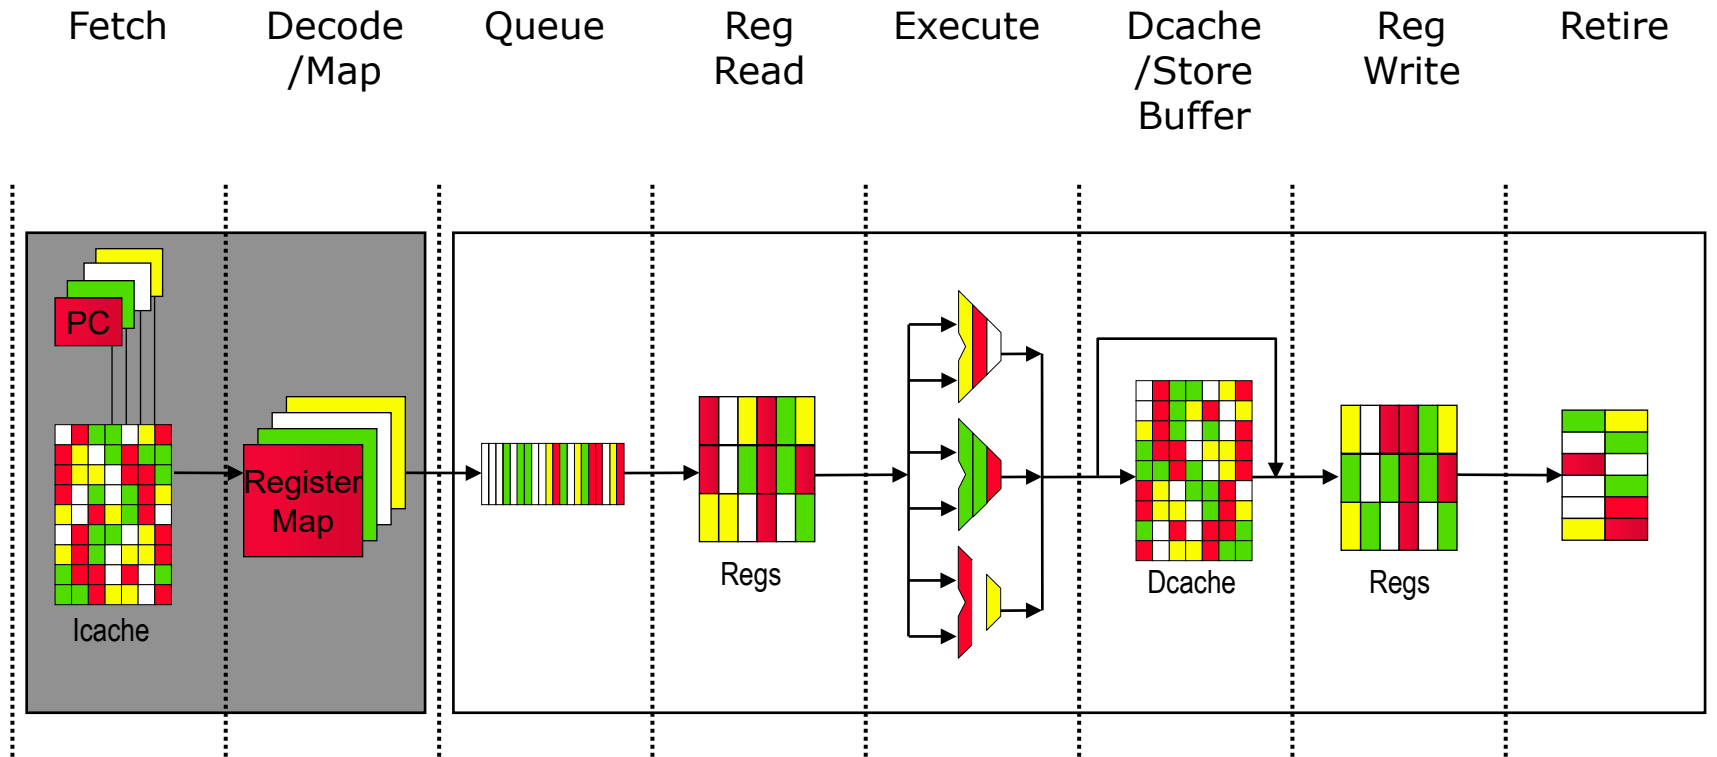 Fetch
Decode
/Map
Queue
Reg
Read
Execute
Dcache
/Store
Buffer
Reg
Write
Retire
PC
Register
Map
Icache
Regs
Dcache
Regs